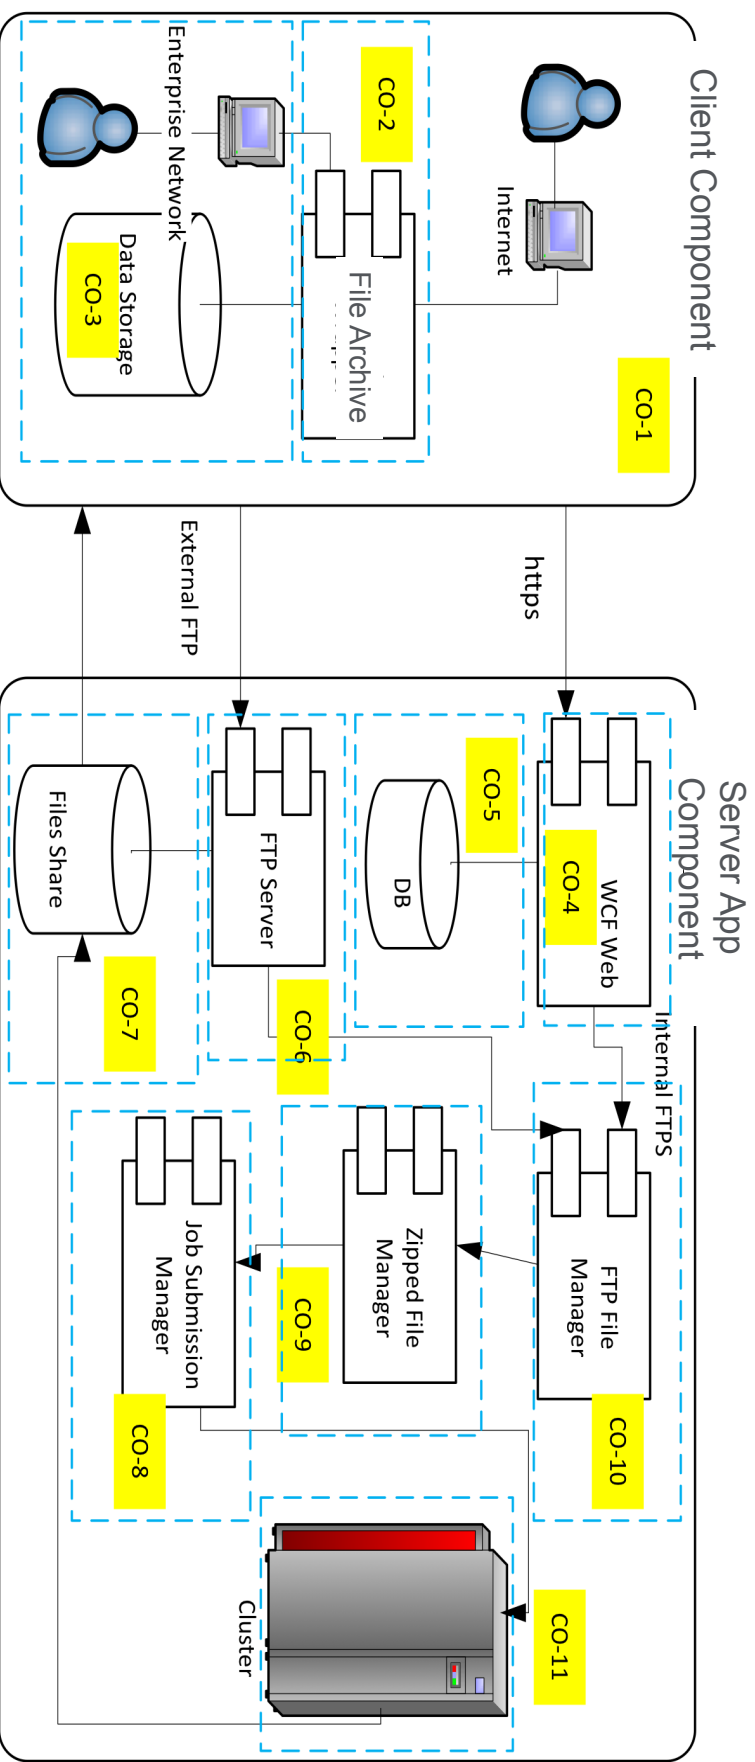 Client Component
CO-1
Internet
CO-2
File Archive
Enterprise Network
Data Storage
CO-3
https
External FTP
Server App
Component
WCF Web
CO-4
CO-5
DB
FTP Server
CO-6
Files Share
CO-7
Internal FTPS
FTP File
Manager
CO-10
Zipped File
Manager
CO-9
Job Submission
Manager
CO-8
CO-11
Cluster